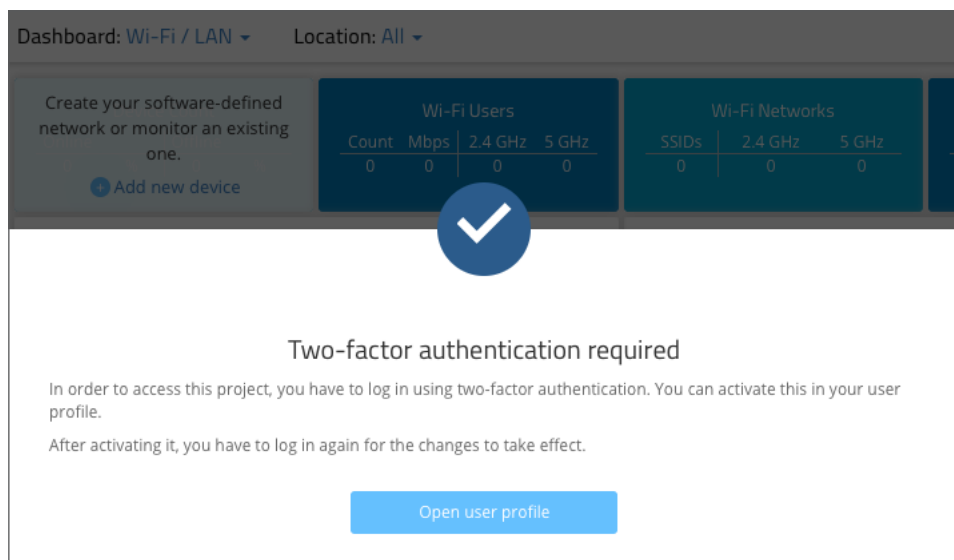 Dashboard: Wi-Fi / LAN Location: All
Create your software-defined
network or monitor an existing
one.
Add new device
Wi-Fi Users
Count Mbps 2.4 GHz 5 GHz
0 0 0 0
Wi-Fi Networks
SSIDs 2.4 GHz 5 GHz
0 0 0
Two-factor authentication required
In order to access this project, you have to log in using two-factor authentication. You can activate this in your user
profile.
After activating it, you have to log in again for the changes to take effect.
Open user profile